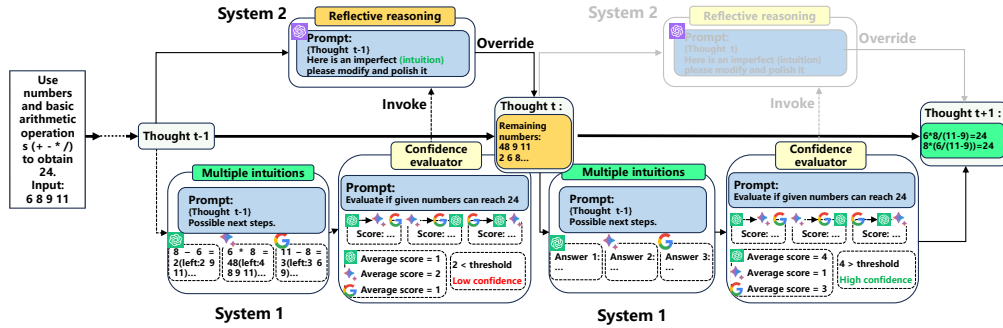 System 2
Reflective reasoning
Prompt:
(Thought t-1)
Here is an imperfect (intuition)
please modify and polish it
Override
Invoke
Use
numbers
and basic
arithmetic
operation
s (+ - * /)
to obtain
24.
Input:
6 8 9 11
Thought t-1
Thought t :
Remaining
numbers:
48 9 11
2 6 8...
Multiple intuitions
Prompt:
(Thought t-1)
Possible next steps.
8 – 6 =
2(left:2 9
11)...
6 * 8 =
48(left:4
8 9 11)...
11 – 8 =
3(left:3 6
9)...
Confidence
evaluator
Prompt:
Evaluate if given numbers can reach 24
Score: ...
Score: ...
Score: ...
Average score = 1
Average score = 2
Average score = 1
2 < threshold
Low confidence
System 1
System 2
Reflective reasoning
Prompt:
(Thought t)
Here is an imperfect (intuition)
please modify and polish it
Override
Invoke
Multiple intuitions
Prompt:
(Thought t-1)
Possible next steps.
Answer 1:
...
Answer 2:
...
Answer 3:
...
Confidence
evaluator
Prompt:
Evaluate if given numbers can reach 24
Score: ...
Score: ...
Score: ...
Average score = 4
Average score = 1
Average score = 3
4 > threshold
High confidence
System 1
Thought t+1 :
6*8/(11-9)=24
8*(6/(11-9))=24